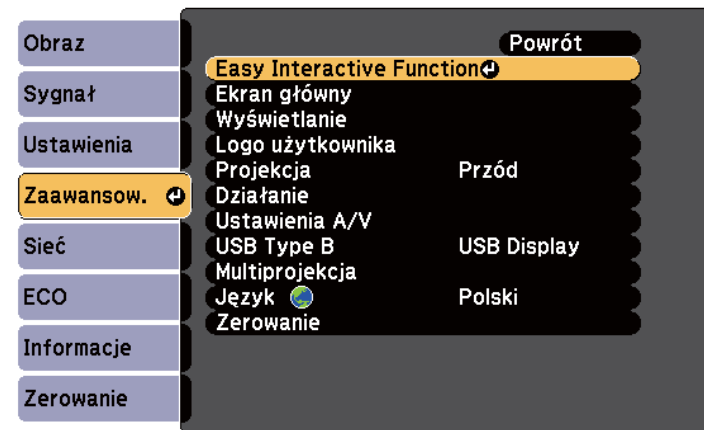 Obraz
Sygnał
Ustawienia
Zaawansow.
Sieć
ECO
Informacje
Zerowanie
Powrót
Easy Interactive Function
Ekran główny
Wyświetlanie
Logo użytkownika
Projekcja Przód
Działanie
Ustawienia A/V
USB Type B USB Display
Multiprojekcja
Język Polski
Zerowanie